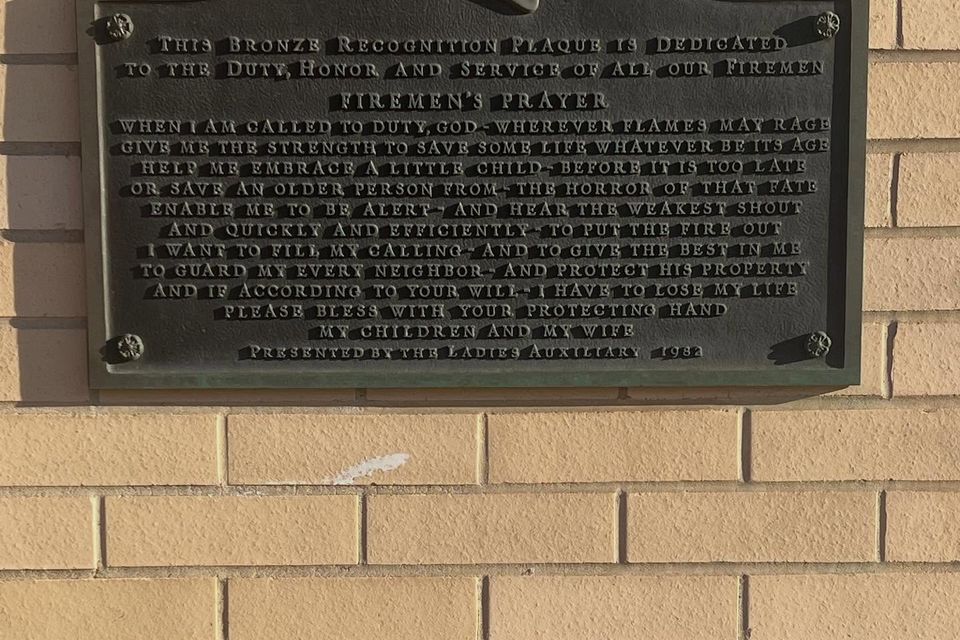 This Bronze Recognition Plaque is Dedicated
to the Duty, Honor and Service of all our Firemen
FIREMEN'S PRAYER
WHEN I AM CALLED TO DUTY, GOD - WHEREVER FLAMES MAY RAGE
GIVE ME THE STRENGTH TO SAVE SOME LIFE WHATEVER BE ITS AGE
HELP ME EMBRACE A LITTLE CHILD - BEFORE IT IS TOO LATE
OR SAVE AN OLDER PERSON FROM - THE HORROR OF THAT FATE
ENABLE ME TO BE ALERT - AND HEAR THE WEAKEST SHOUT
AND QUICKLY AND EFFICIENTLY - TO PUT THE FIRE OUT
I WANT TO FILL MY CALLING - AND TO GIVE THE BEST IN ME
TO GUARD MY EVERY NEIGHBOR - AND PROTECT HIS PROPERTY
AND IF ACCORDING TO YOUR WILL - I HAVE TO LOSE MY LIFE
PLEASE BLESS WITH YOUR PROTECTING HAND
MY CHILDREN AND MY WIFE
Presented by the Ladies Auxiliary 1982